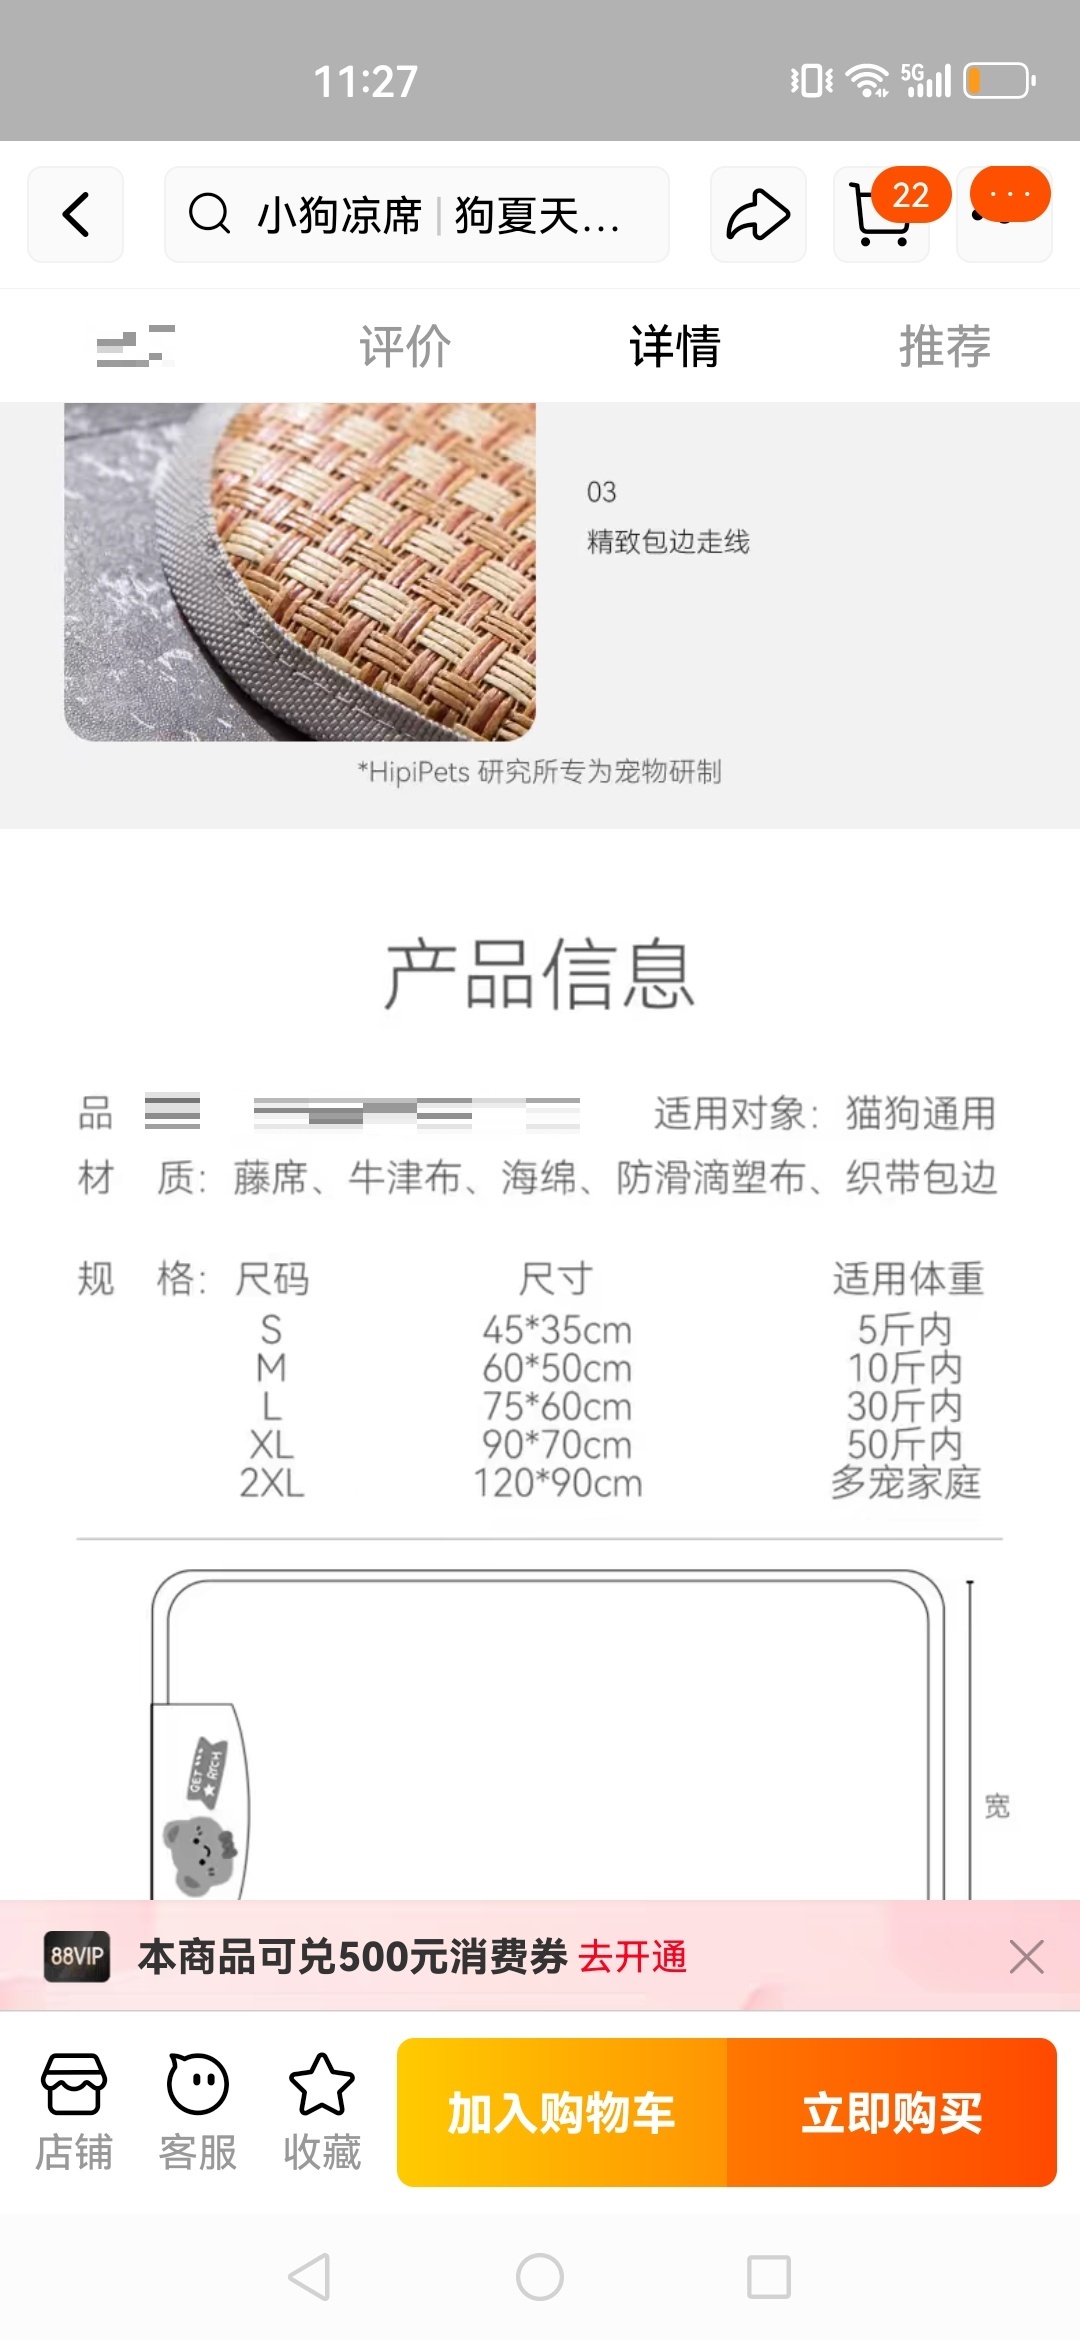 11:27
5G
小狗凉席 | 狗夏天...
22
...
评价 详情 推荐
03
精致包边走线
*HipiPets 研究所专为宠物研制
产品信息
品 适用对象：猫狗通用
材 质：藤席、牛津布、海绵、防滑滴塑布、织带包边
规 格：尺码 尺寸 适用体重
S 45*35cm 5斤内
M 60*50cm 10斤内
L 75*60cm 30斤内
XL 90*70cm 50斤内
2XL 120*90cm 多宠家庭
GET
RICH
宽
88VIP 本商品可兑500元消费券 去开通
店铺 客服 收藏 加入购物车 立即购买